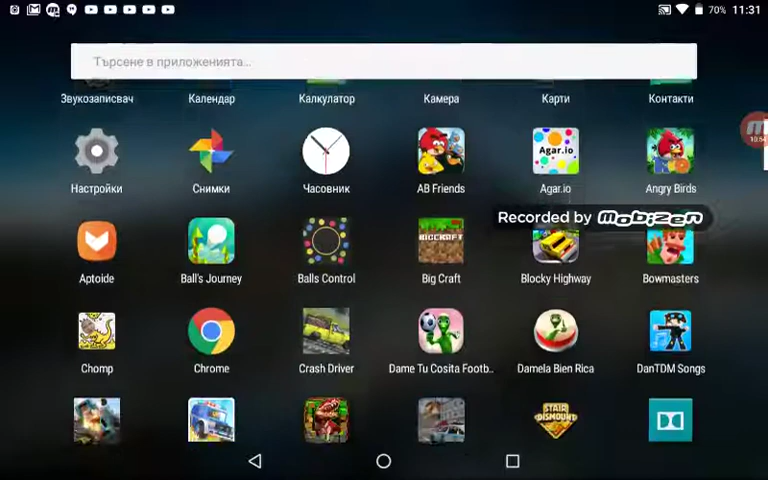 70% 11:31
Търсене в приложенията...
Звукозаписвач Календар Калкулатор Камера Карти Контакти
10:54
Настройки Снимки Часовник AB Friends Agar.io Angry Birds
Agar.io
Recorded by mobizen
BIGCRAFT
Aptoide Ball's Journey Balls Control Big Craft Blocky Highway Bowmasters
Chomp Chrome Crash Driver Dame Tu Cosita Footb.. Damela Bien Rica DanTDM Songs
STAIR
DISMOUNT